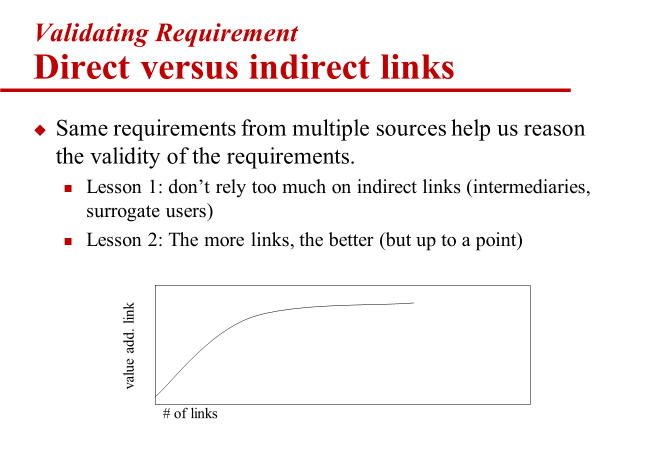 Validating Requirement
Direct versus indirect links
Same requirements from multiple sources help us reason
the validity of the requirements.
Lesson 1: don’t rely too much on indirect links (intermediaries,
surrogate users)
Lesson 2: The more links, the better (but up to a point)
value add. link
# of links